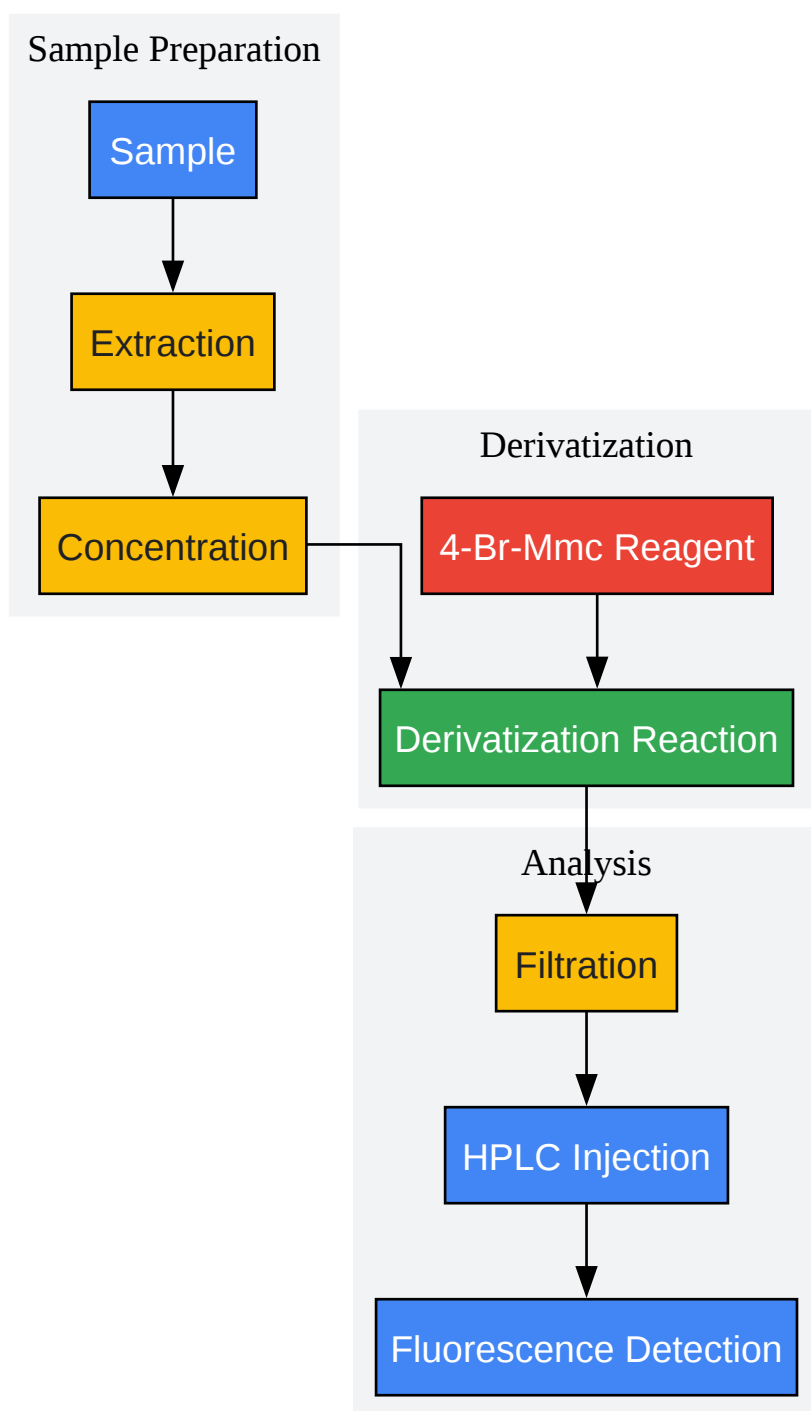 Sample Preparation
Sample
Extraction
Concentration
Derivatization
4-Br-Mmc Reagent
Derivatization Reaction
Analysis
Filtration
HPLC Injection
Fluorescence Detection